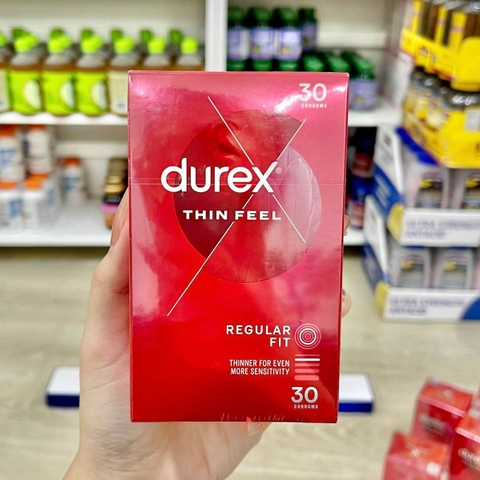 30
CONDOMS
durex
THIN FEEL
REGULAR
FIT
THINNER FOR EVEN
MORE SENSITIVITY
30
CONDOMS